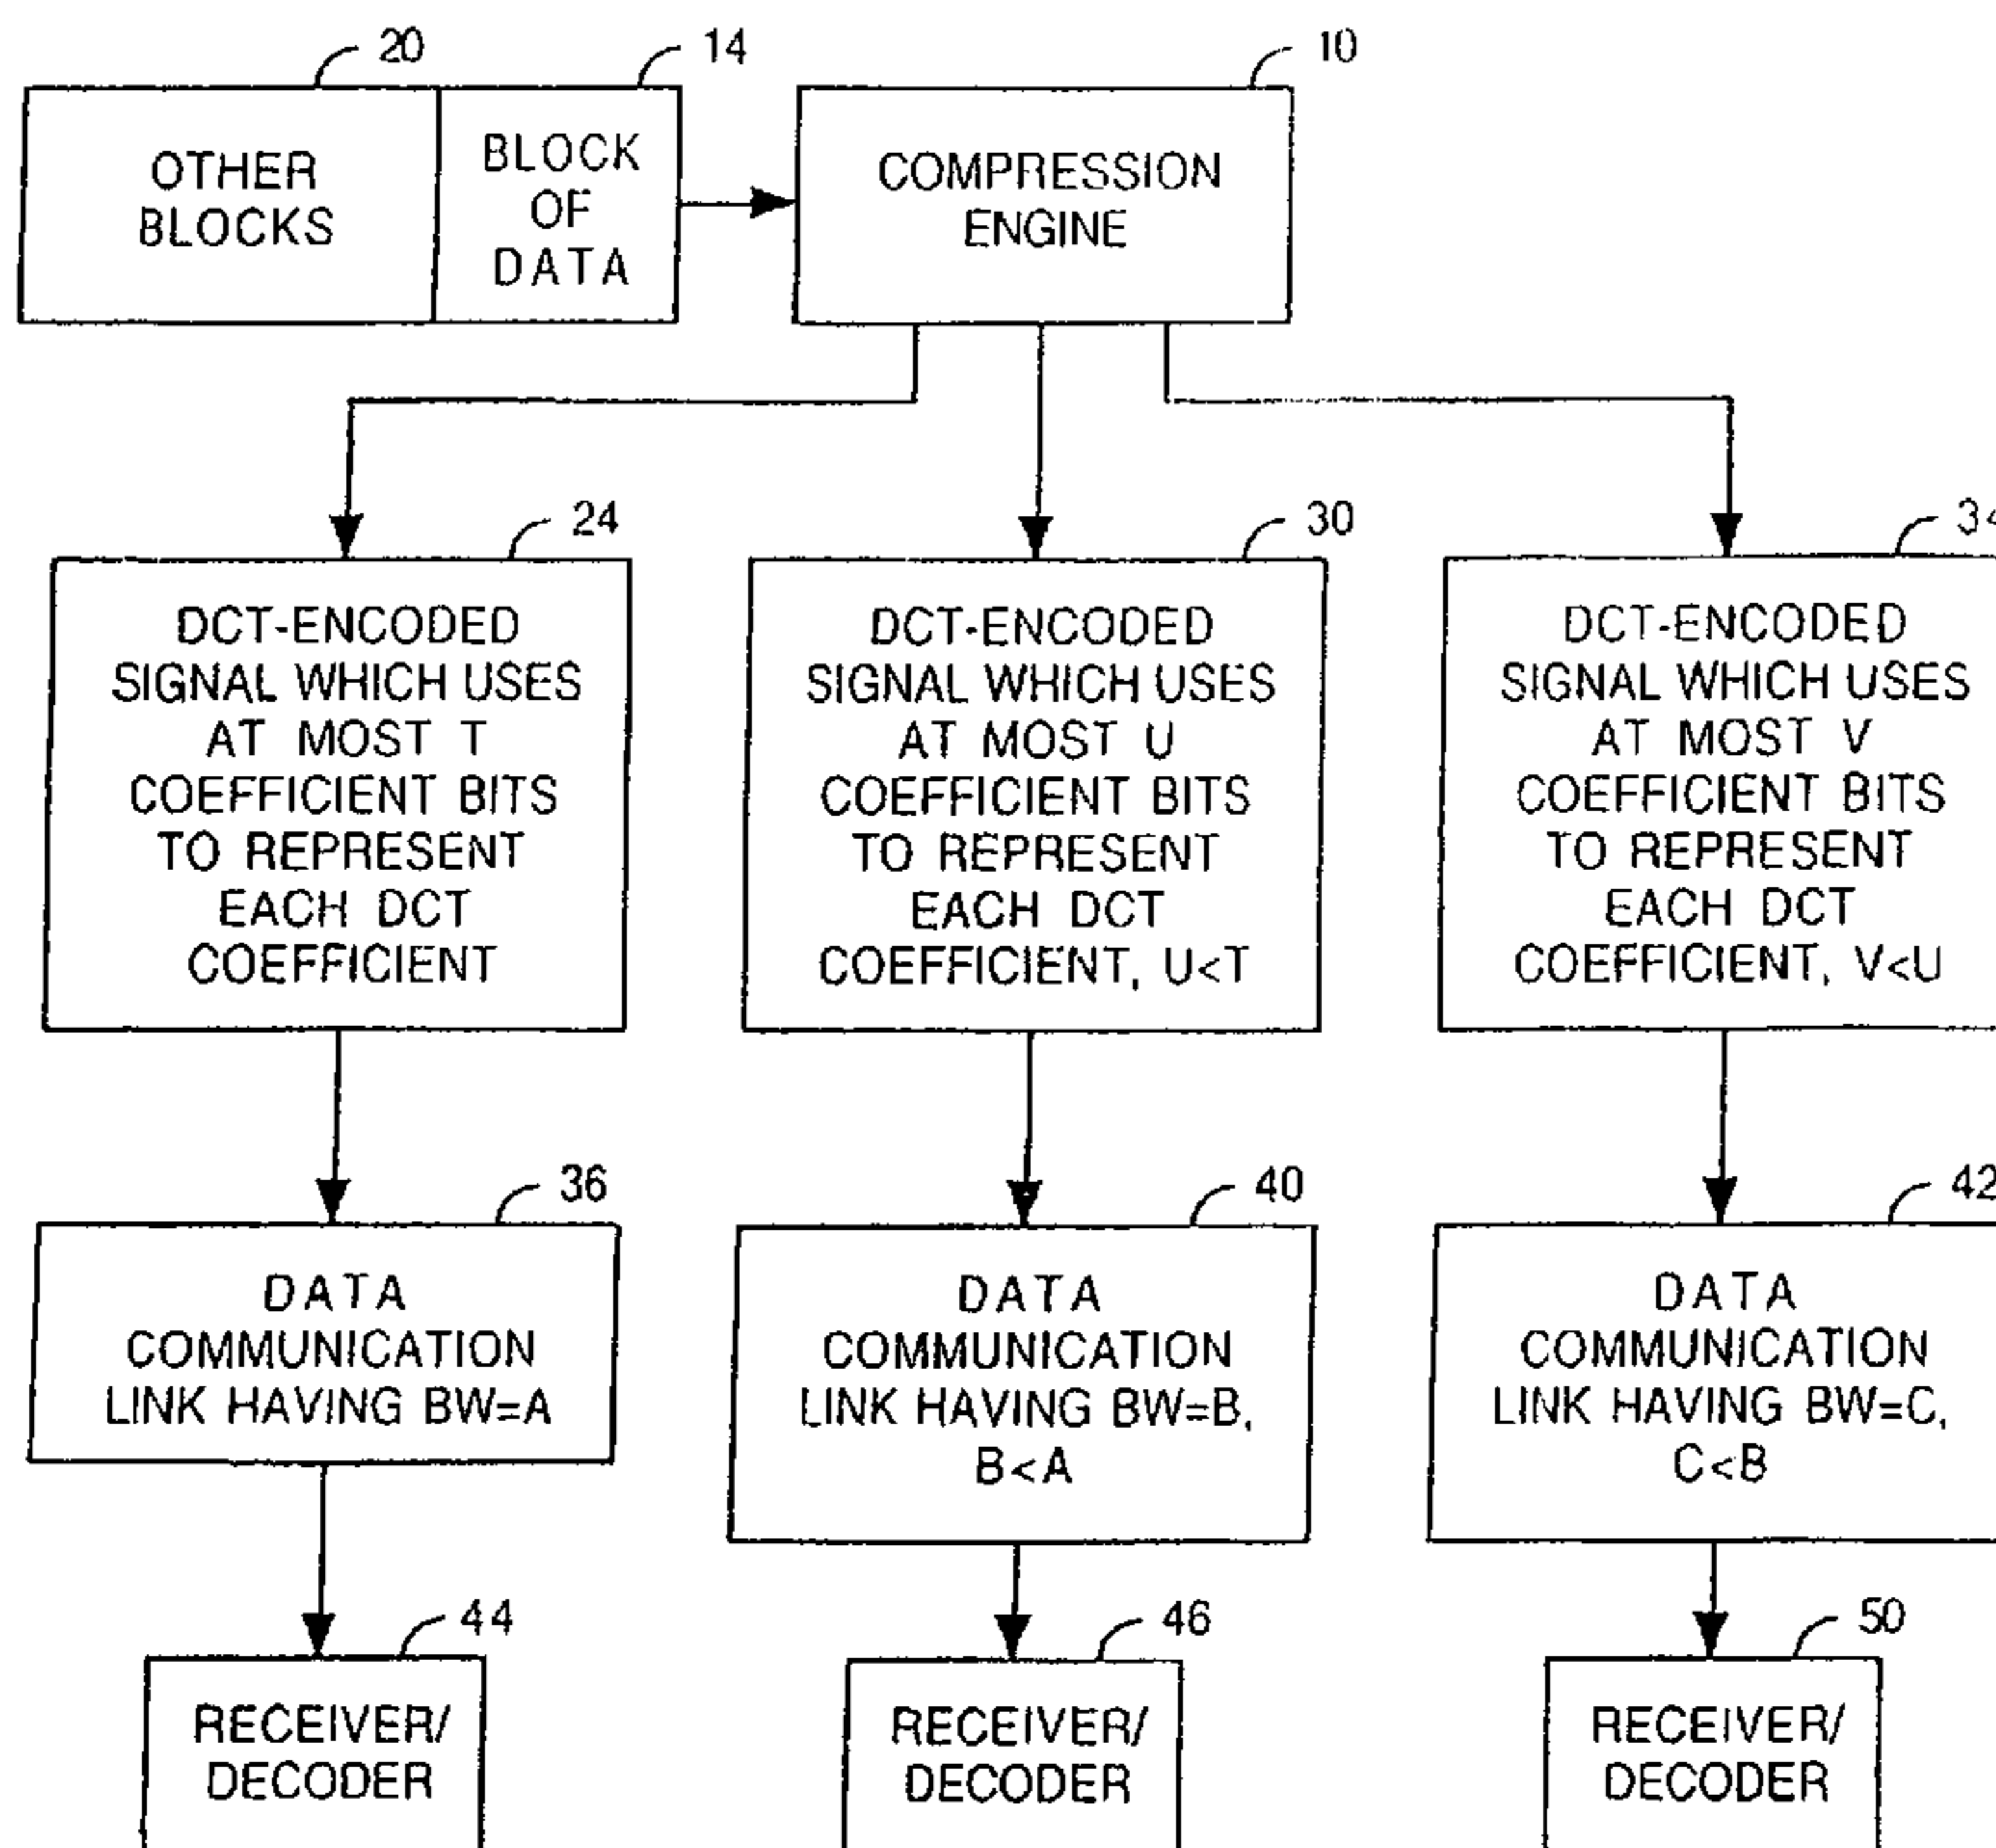 20
14
10
OTHER
BLOCKS
BLOCK
OF
DATA
COMPRESSION
ENGINE
24
30
34
DCT-ENCODED
SIGNAL WHICH USES
AT MOST T
COEFFICIENT BITS
TO REPRESENT
EACH DCT
COEFFICIENT
DCT-ENCODED
SIGNAL WHICH USES
AT MOST U
COEFFICIENT BITS
TO REPRESENT
EACH DCT
COEFFICIENT, U<T
DCT-ENCODED
SIGNAL WHICH USES
AT MOST V
COEFFICIENT BITS
TO REPRESENT
EACH DCT
COEFFICIENT, V<U
36
40
42
DATA
COMMUNICATION
LINK HAVING BW=A
DATA
COMMUNICATION
LINK HAVING BW=B,
B<A
DATA
COMMUNICATION
LINK HAVING BW=C,
C<B
44
46
50
RECEIVER/
DECODER
RECEIVER/
DECODER
RECEIVER/
DECODER